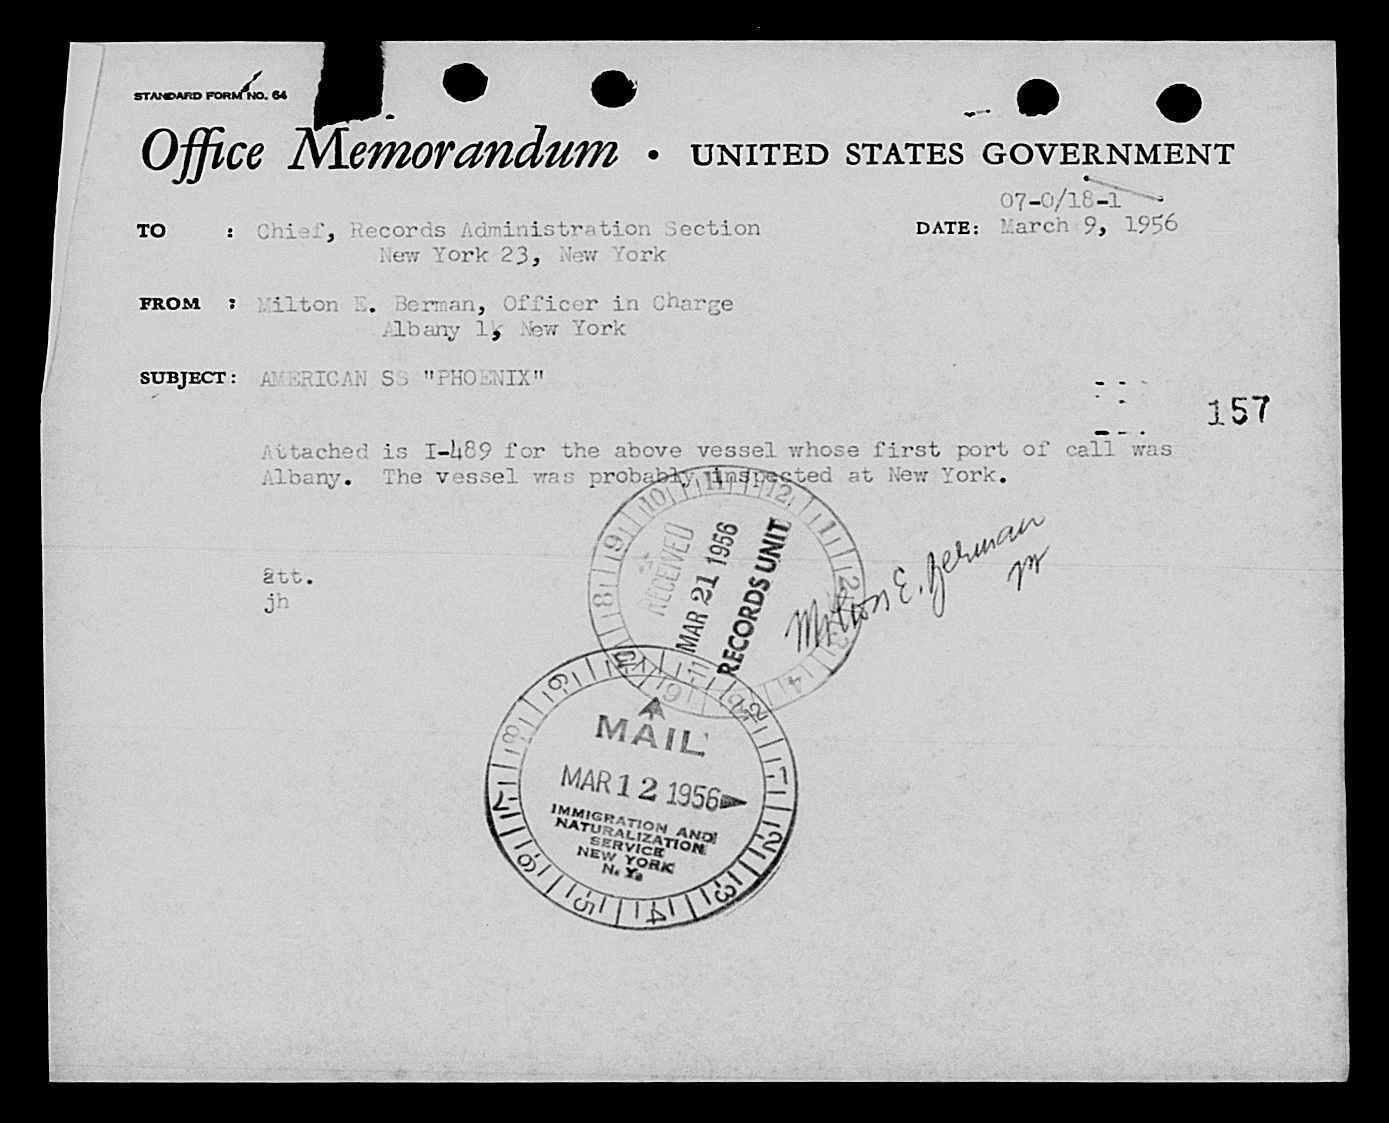 STANDARD FORM NO. 64
Office Memorandum • UNITED STATES GOVERNMENT
07-0/18-1
TO : Chief, Records Administration Section DATE: March 9, 1956
New York 23, New York
FROM : Milton E. Berman, Officer in Charge
Albany 1, New York
SUBJECT: AMERICAN SS "PHOENIX"
157
Attached is I-489 for the above vessel whose first port of call was
Albany. The vessel was probably inspected at New York.
att.
jh
RECEIVED
MAR 21 1956
RECORDS UNIT
Milton E. Berman
MAIL
MAR 12 1956
IMMIGRATION AND
NATURALIZATION
SERVICE
NEW YORK
N. Y.